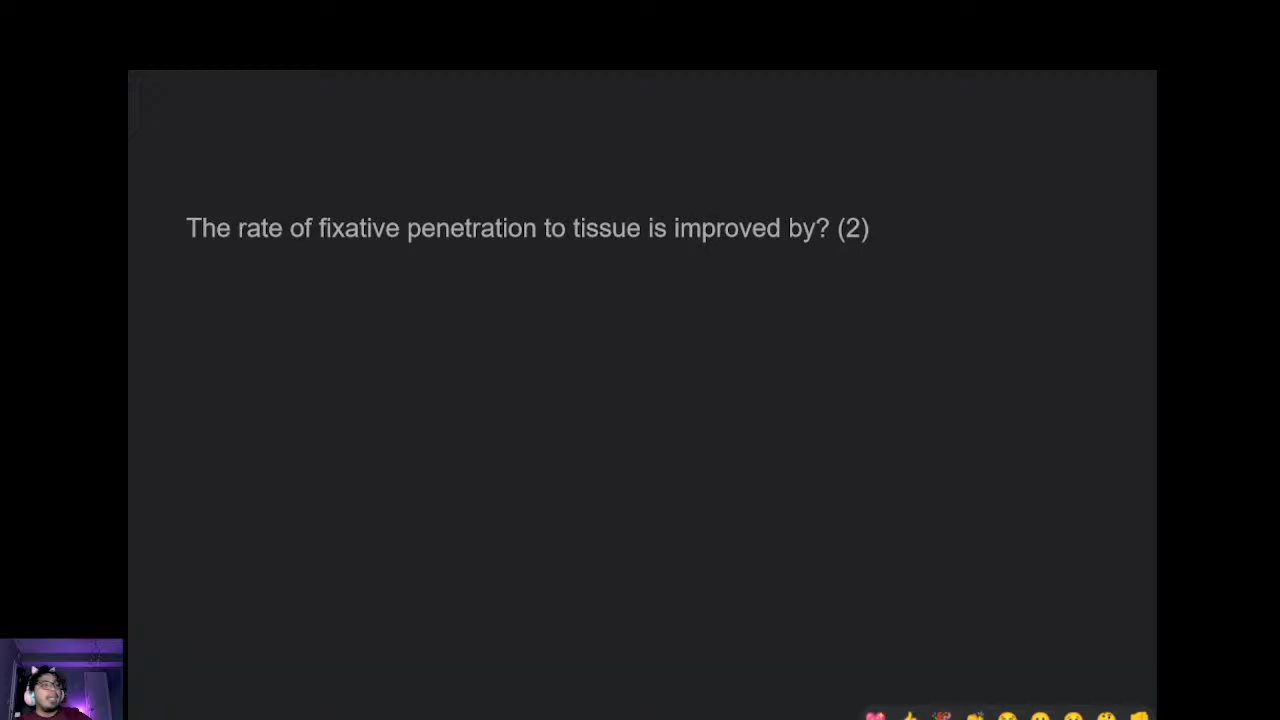 The rate of fixative penetration to tissue is improved by? (2)